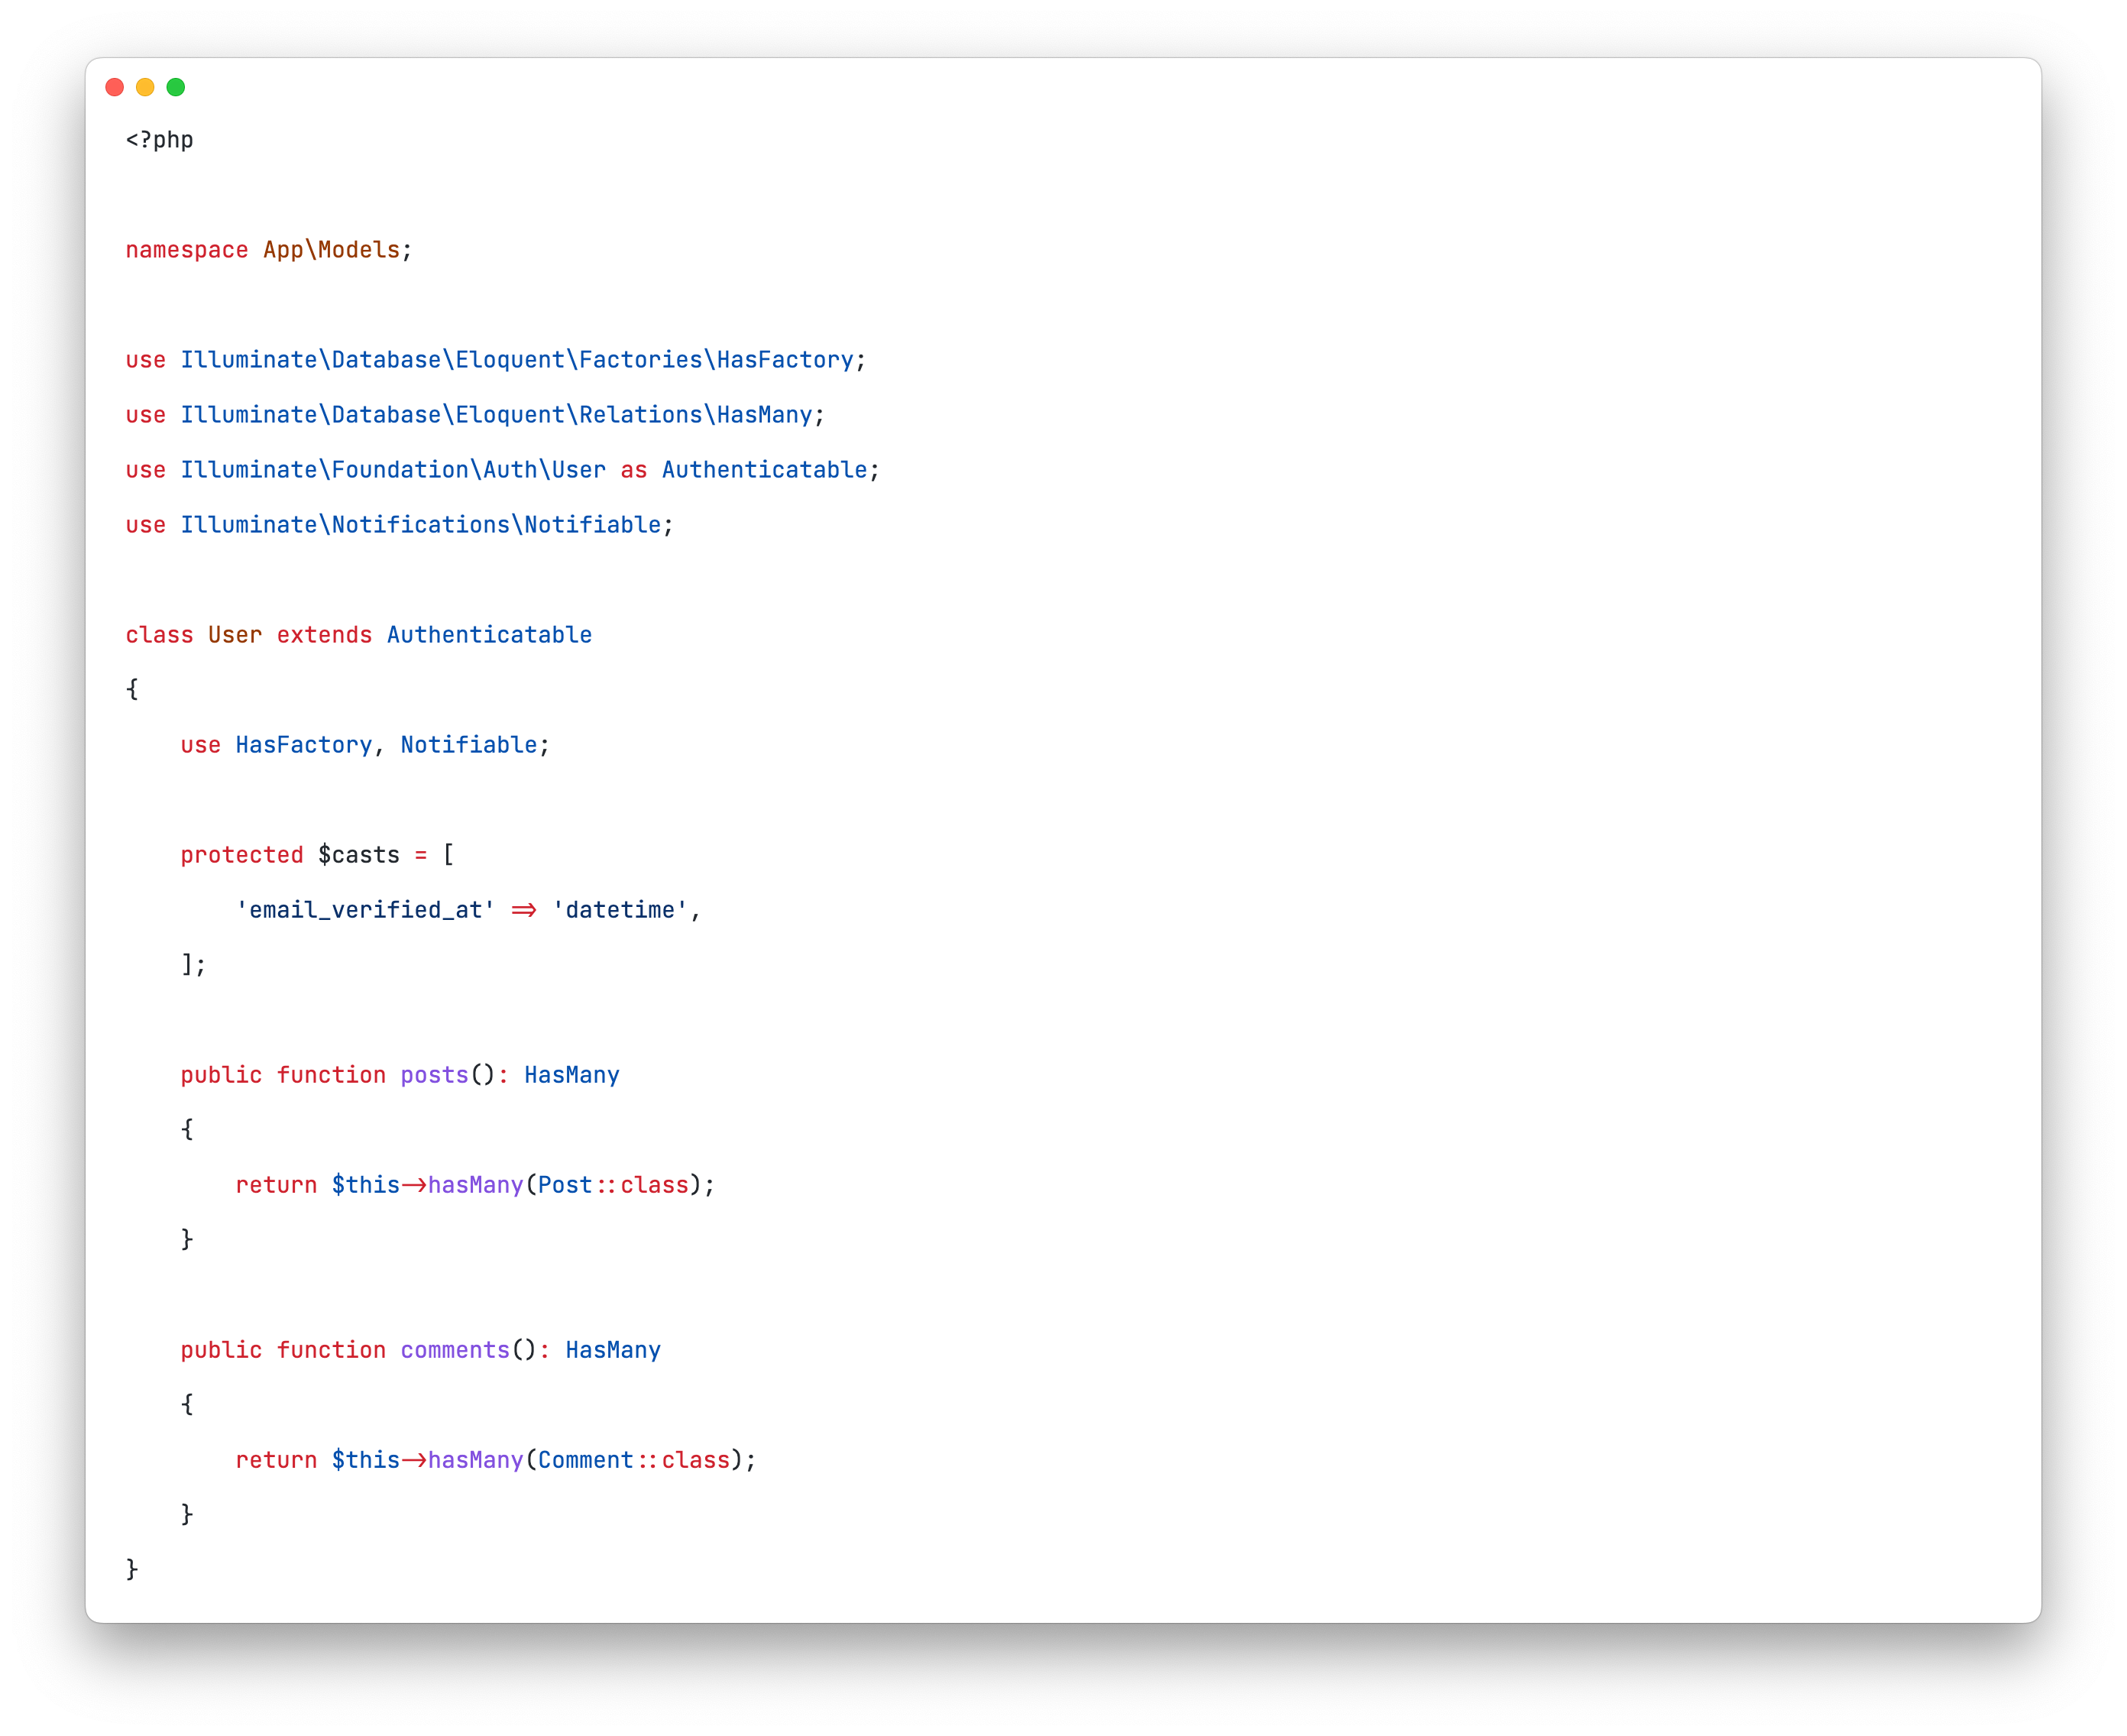 <?php

namespace App\Models;

use Illuminate\Database\Eloquent\Factories\HasFactory;
use Illuminate\Database\Eloquent\Relations\HasMany;
use Illuminate\Foundation\Auth\User as Authenticatable;
use Illuminate\Notifications\Notifiable;

class User extends Authenticatable
{
    use HasFactory, Notifiable;

    protected $casts = [
        'email_verified_at' => 'datetime',
    ];

    public function posts(): HasMany
    {
        return $this->hasMany(Post::class);
    }

    public function comments(): HasMany
    {
        return $this->hasMany(Comment::class);
    }
}